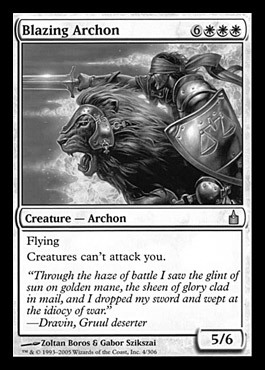 Blazing Archon 6
Creature — Archon
Flying
Creatures can't attack you.
"Through the haze of battle I saw the glint of
sun on golden mane, the sheen of glory clad
in mail, and I dropped my sword and wept at
the idiocy of war."
—Dravin, Gruul deserter
5/6
Zoltan Boros & Gabor Szikszai
™ & © 1993–2005 Wizards of the Coast, Inc. 4/306